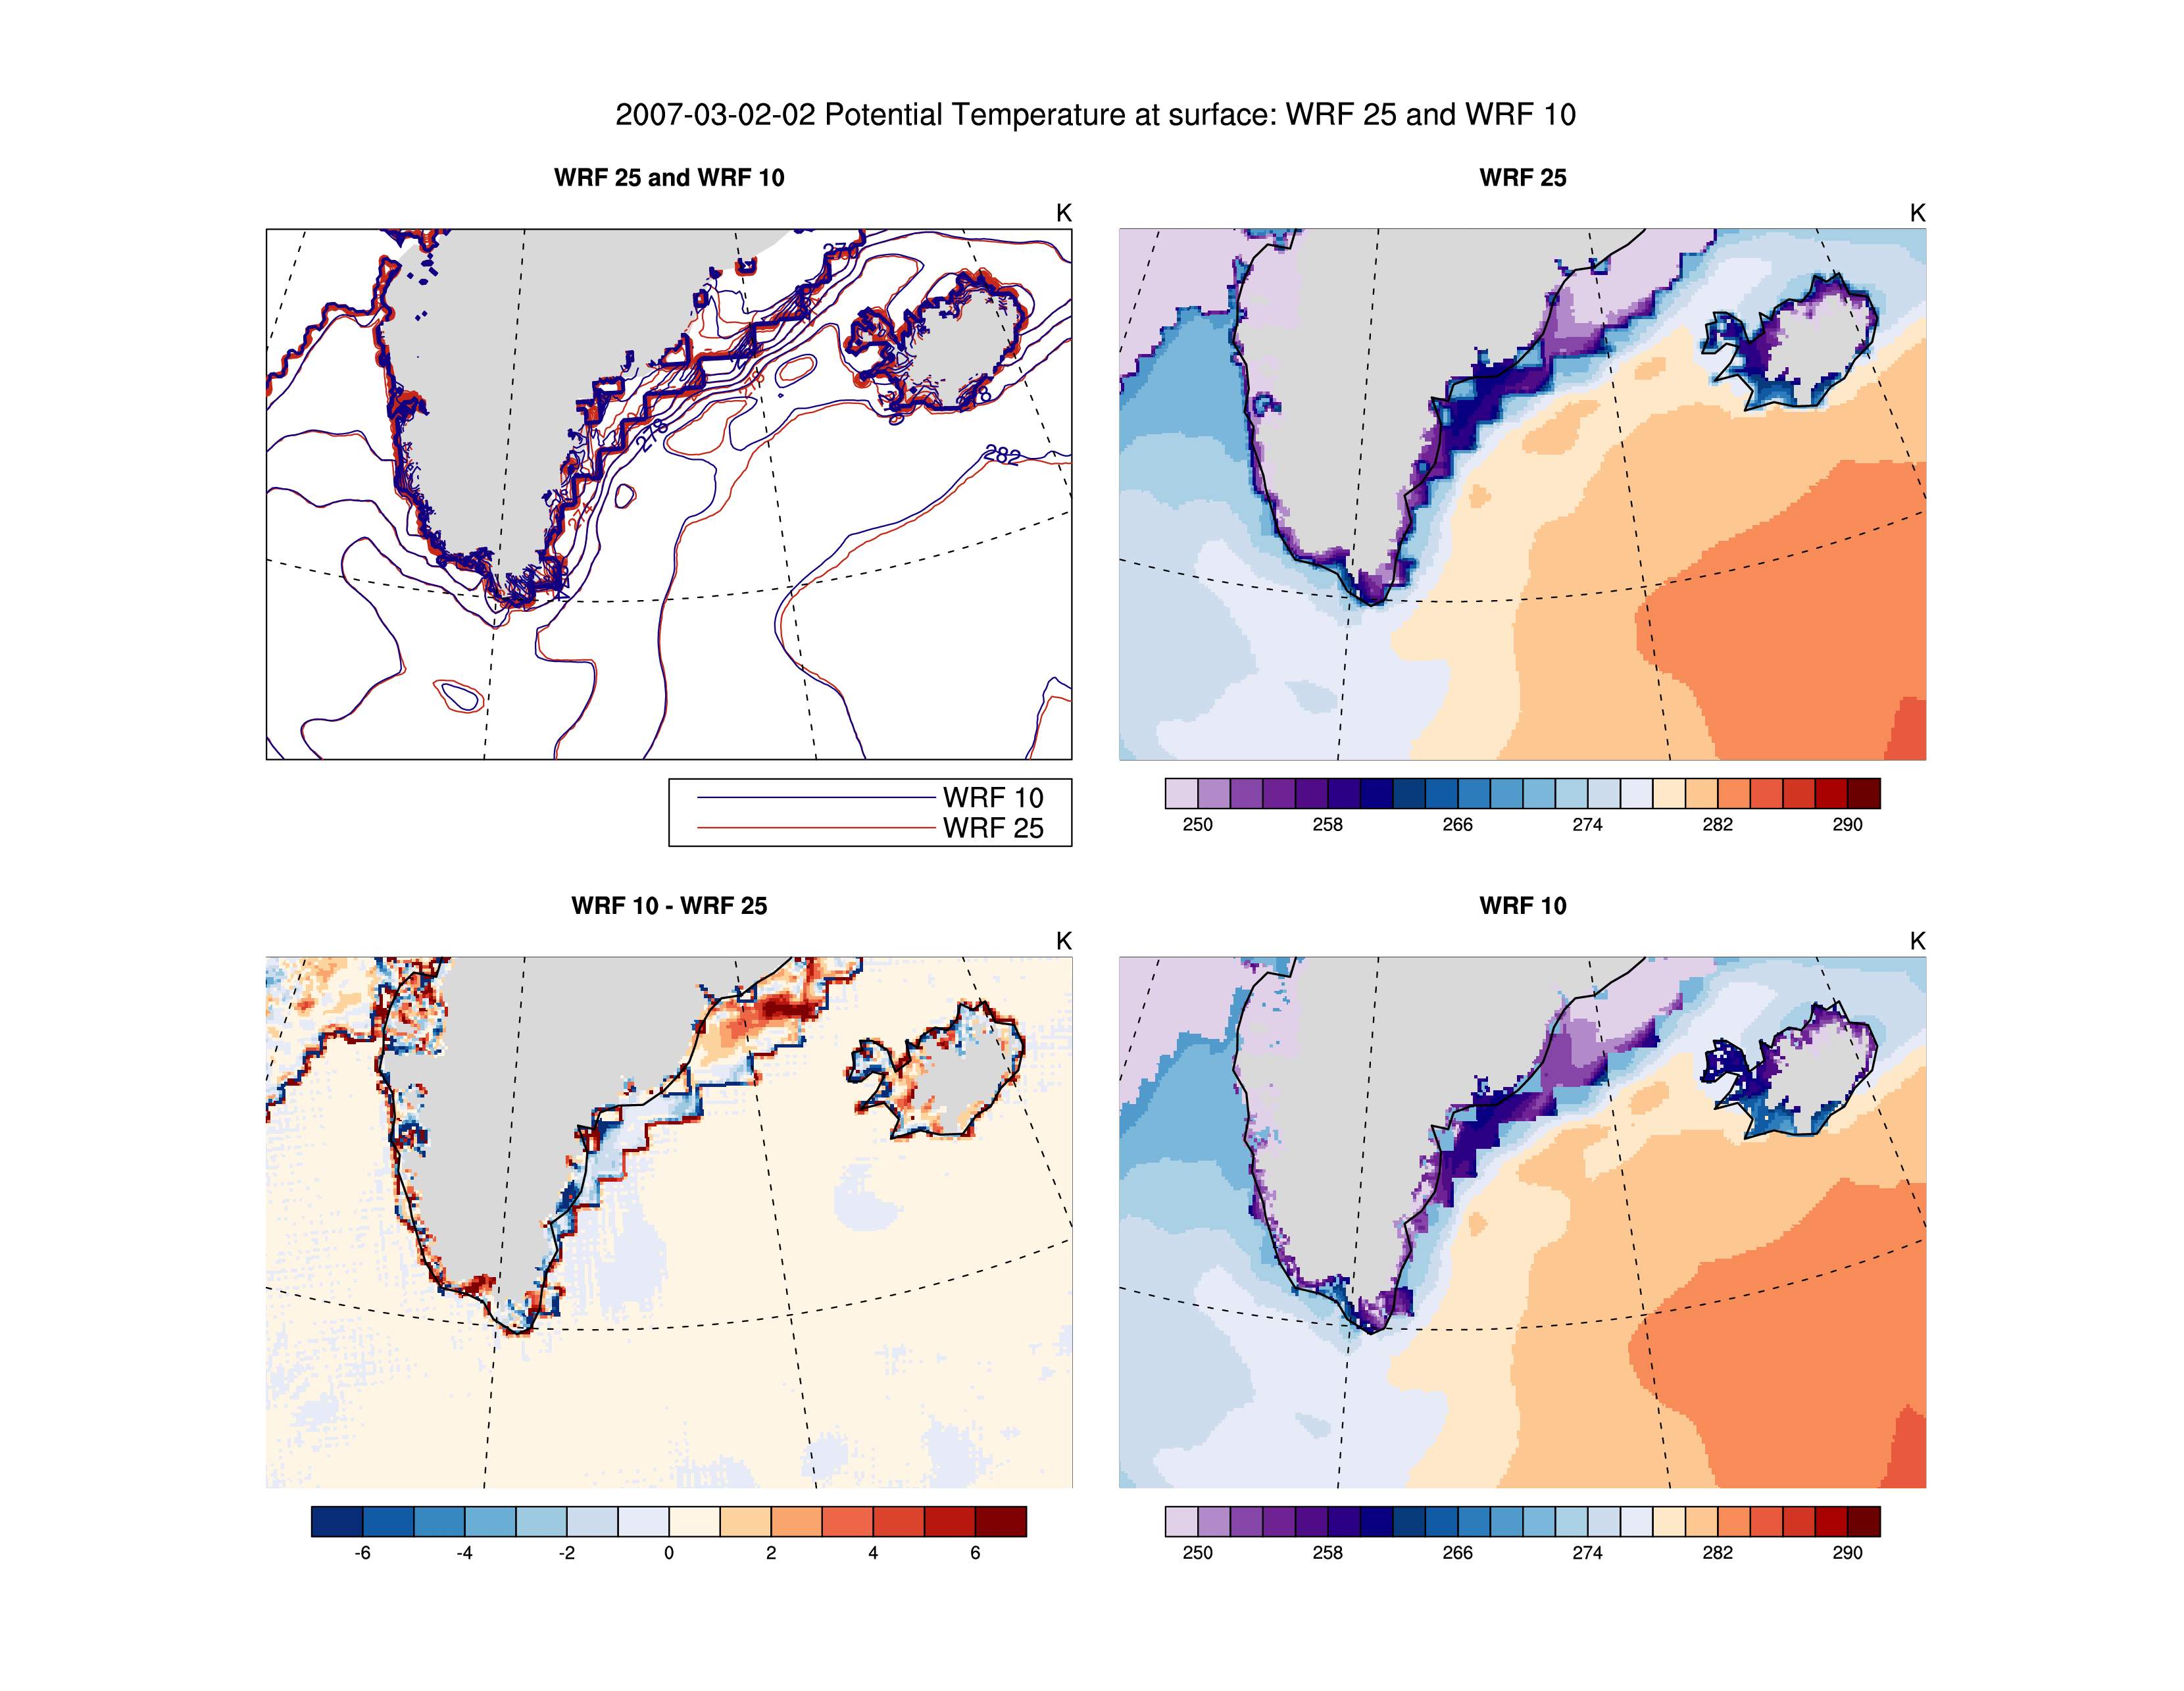 2007-03-02-02 Potential Temperature at surface: WRF 25 and WRF 10
WRF 25 and WRF 10
K
278
282
WRF 10
WRF 25
WRF 25
K
250 258 266 274 282 290
WRF 10 - WRF 25
K
-6 -4 -2 0 2 4 6
WRF 10
K
250 258 266 274 282 290